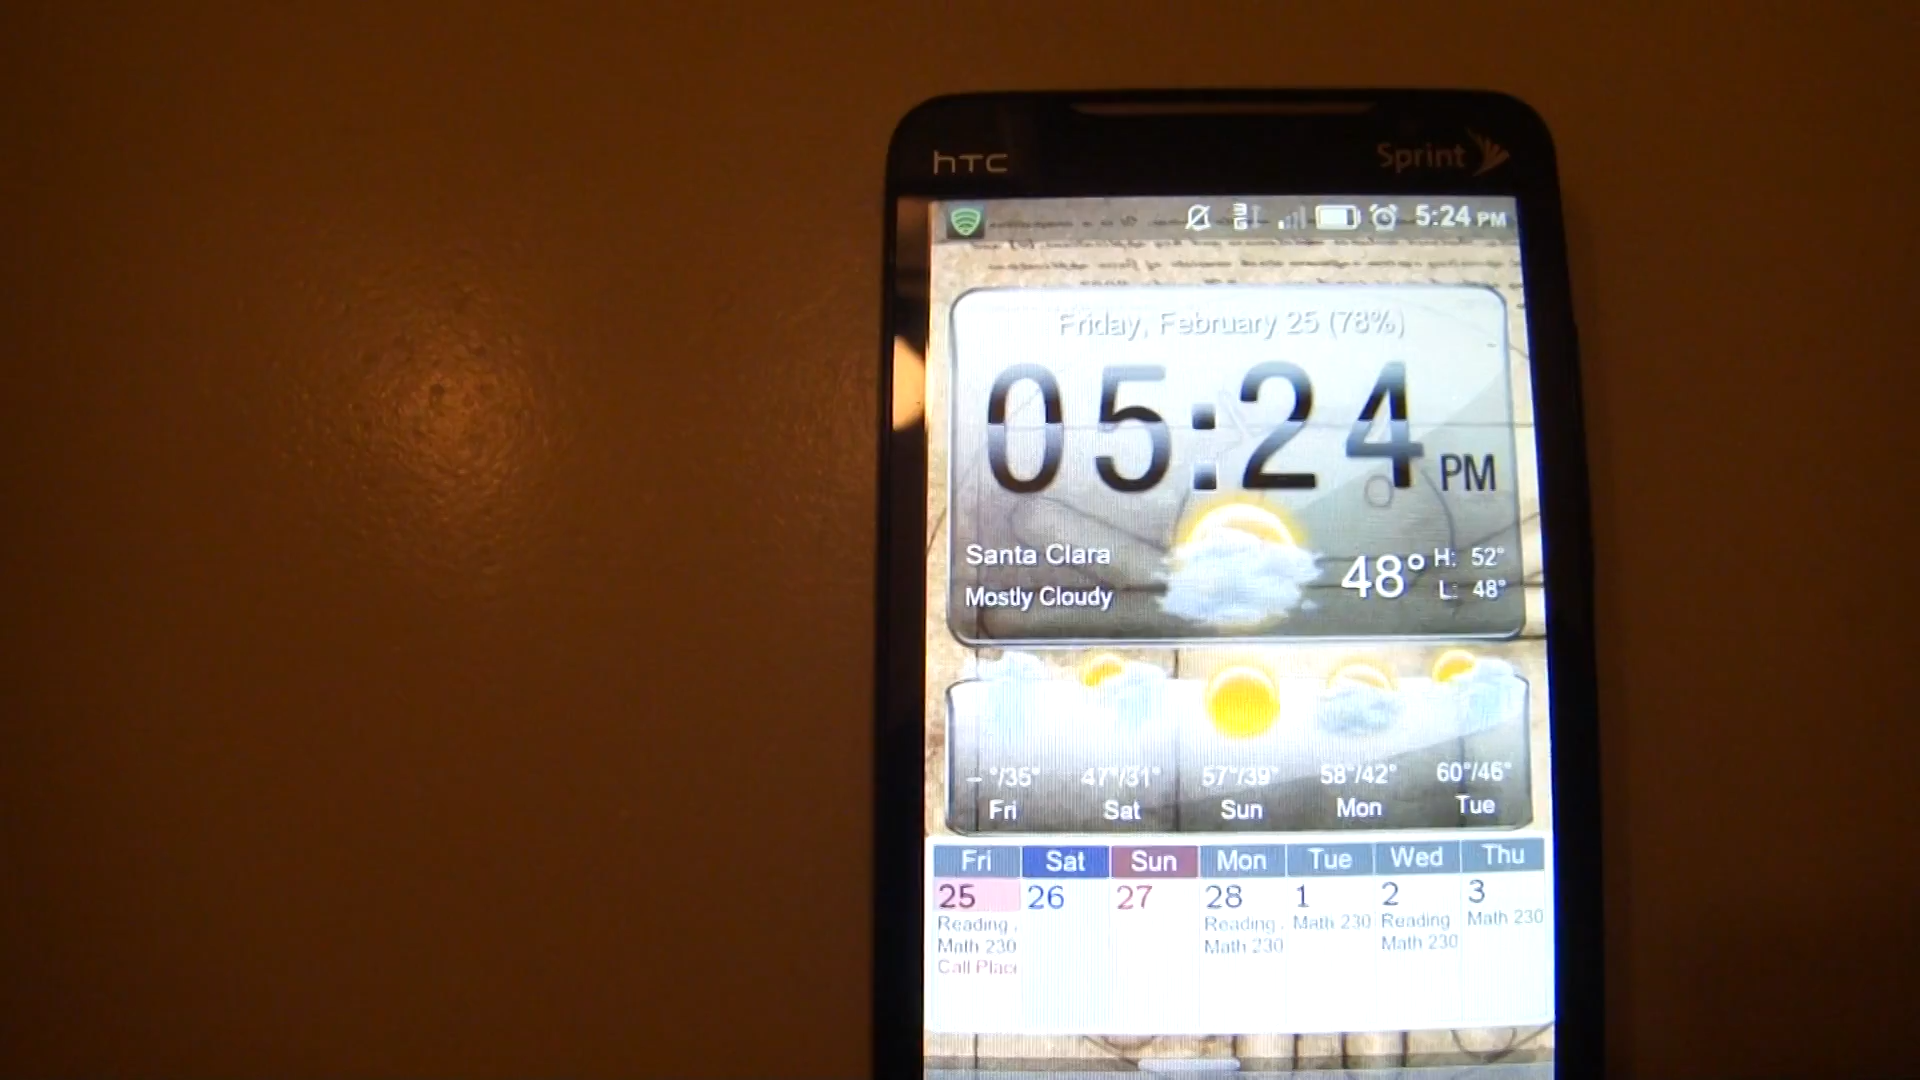 hTC
Sprint
3G
5:24 PM
Friday, February 25 (78%)
05:24 PM
Santa Clara
Mostly Cloudy
48° H: 52°
L: 48°
– °/35° 47°/31° 57°/39° 58°/42° 60°/46°
Fri Sat Sun Mon Tue
Fri Sat Sun Mon Tue Wed Thu
25 26 27 28 1 2 3
Reading Reading Math 230 Reading Math 230
Math 230 Math 230 Math 230
Call Plac